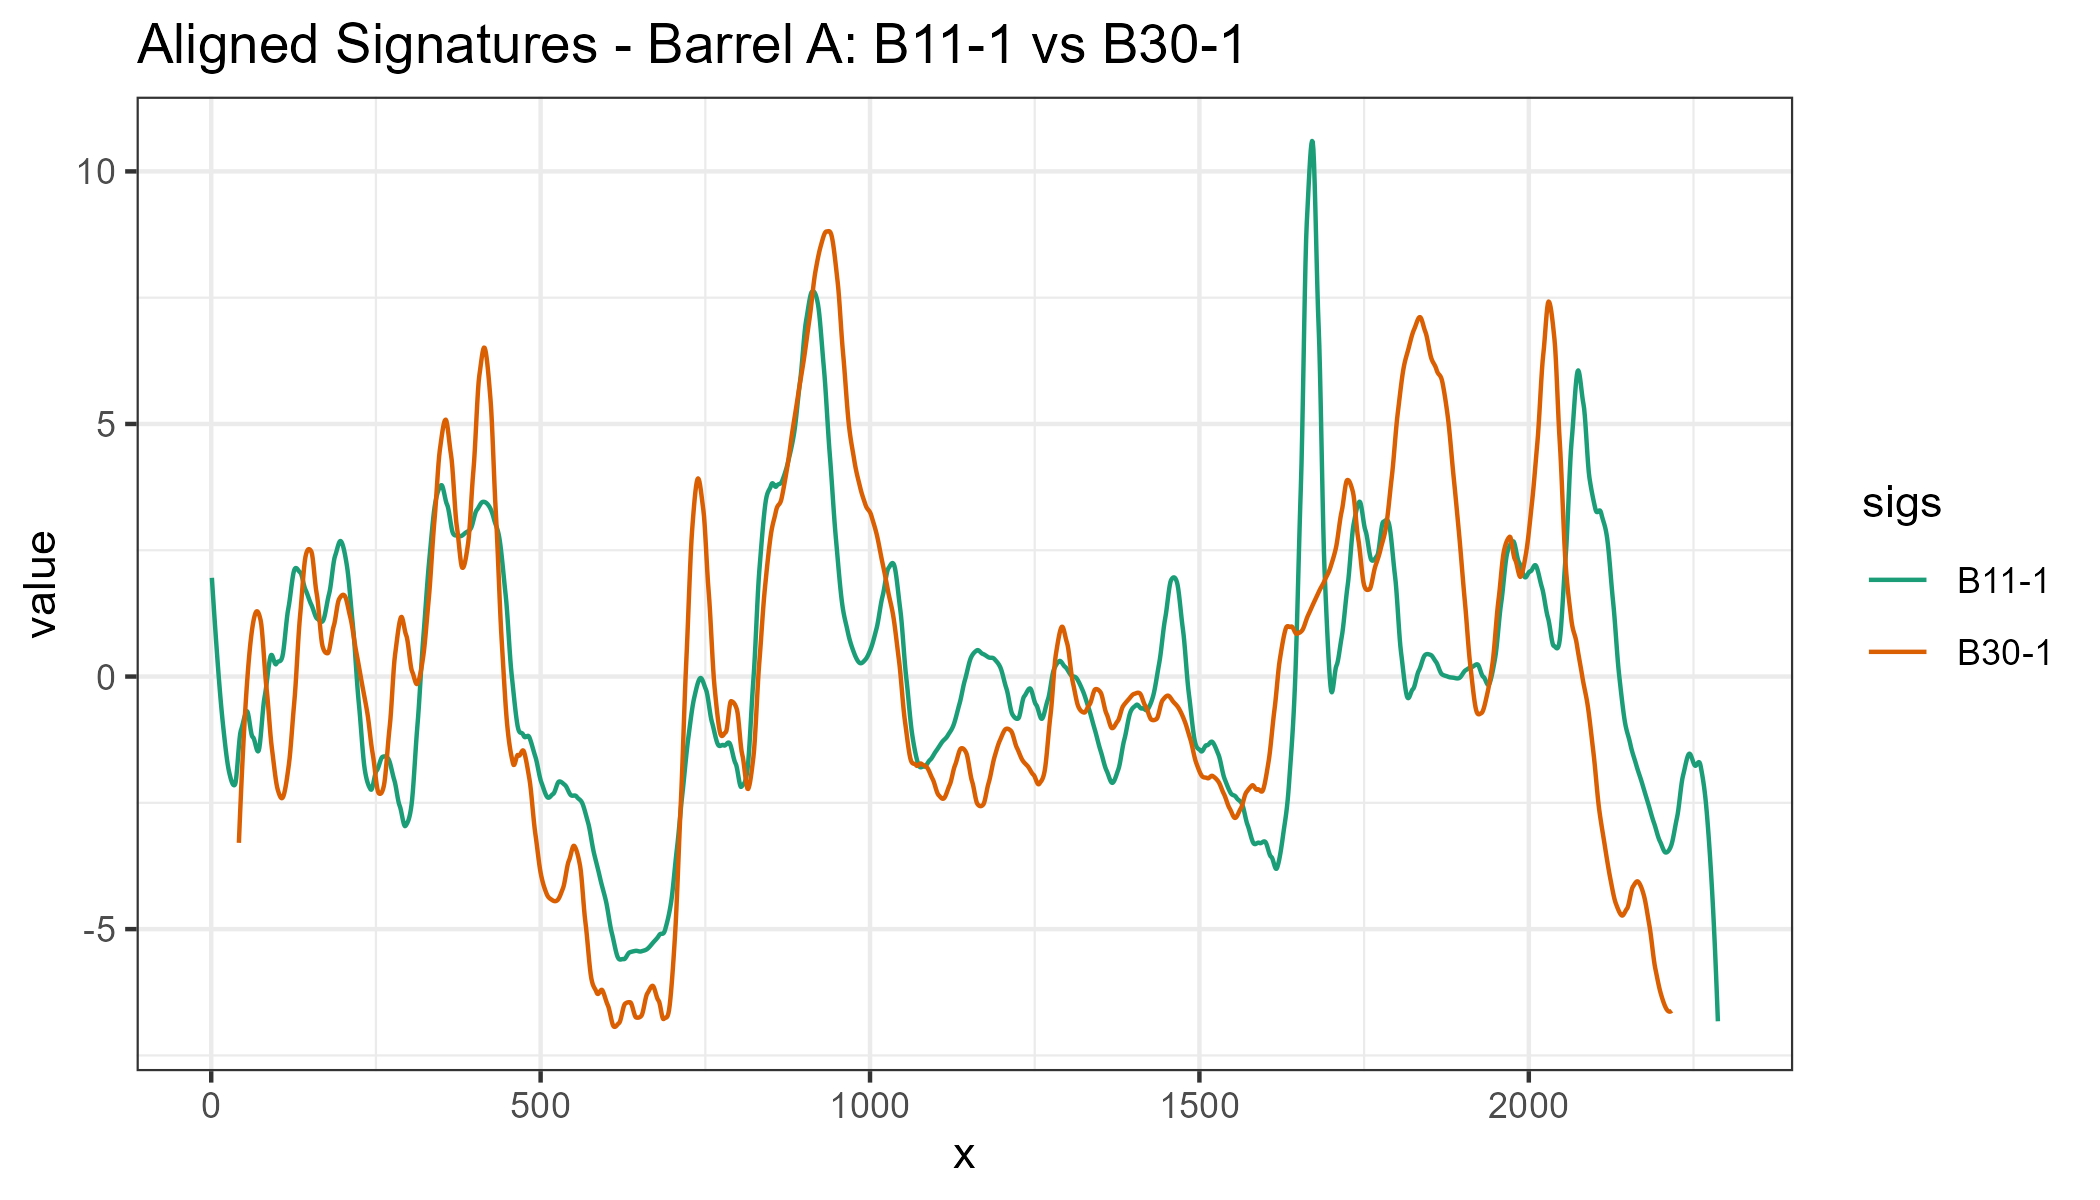 Aligned Signatures - Barrel A: B11-1 vs B30-1
10
5
0
-5
value
0 500 1000 1500 2000
x
sigs
B11-1
B30-1